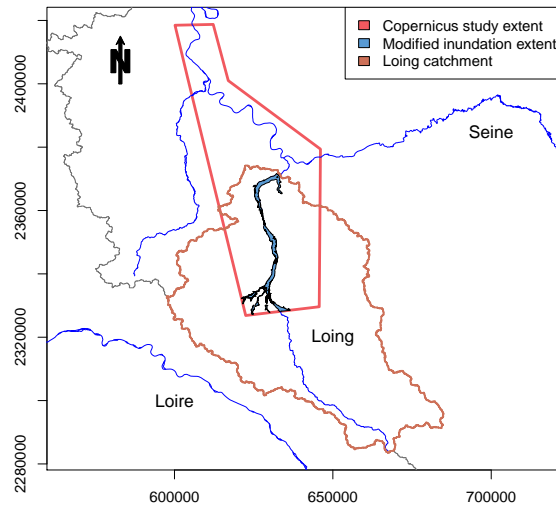 Copernicus study extent
Modified inundation extent
Loing catchment
N
Seine
Loing
Loire
2400000
2360000
2320000
2280000
600000
650000
700000